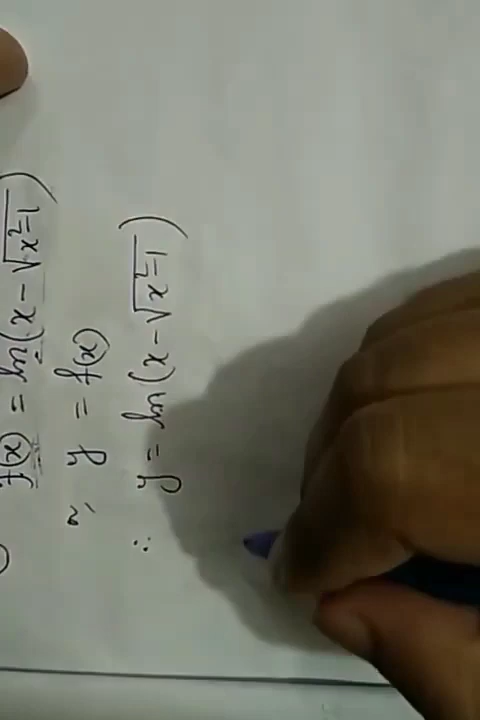 f(x) = ln(x - √x²-1)
y = f(x)
∴ y = ln(x - √x²-1)